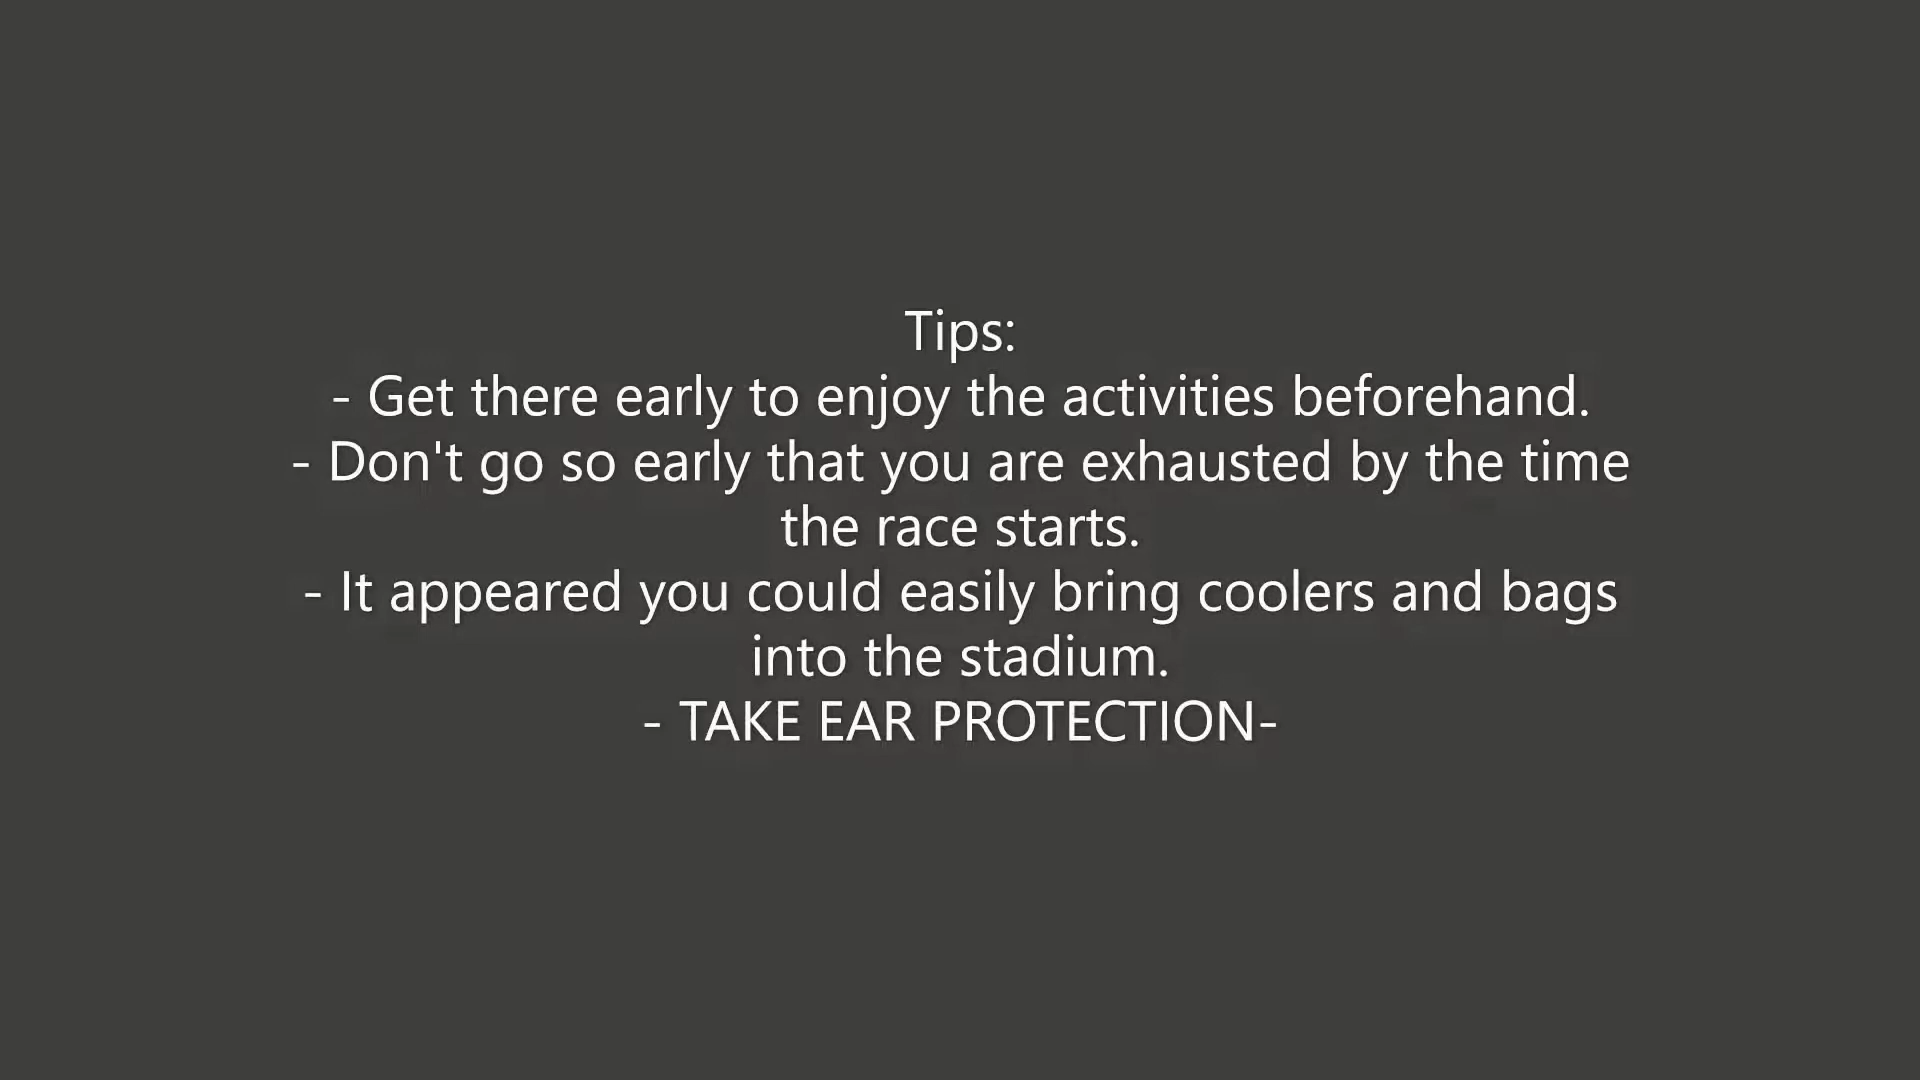 Tips:
- Get there early to enjoy the activities beforehand.
- Don't go so early that you are exhausted by the time
the race starts.
- It appeared you could easily bring coolers and bags
into the stadium.
- TAKE EAR PROTECTION-